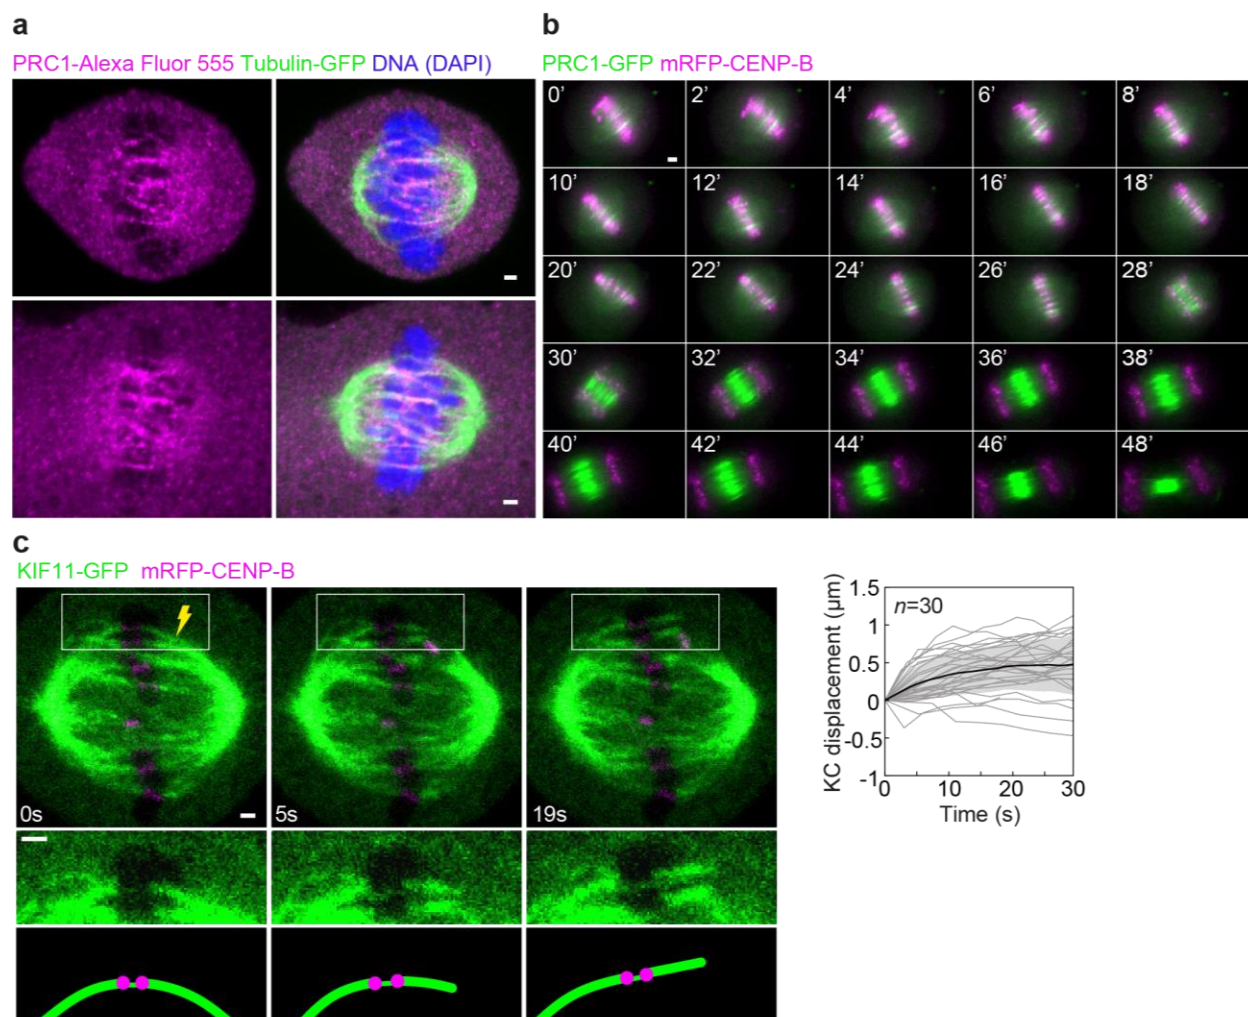 a
PRC1-Alexa Fluor 555 Tubulin-GFP DNA (DAPI)
b
PRC1-GFP mRFP-CENP-B
0’ 2’ 4’ 6’ 8’
10’ 12’ 14’ 16’ 18’
20’ 22’ 24’ 26’ 28’
30’ 32’ 34’ 36’ 38’
40’ 42’ 44’ 46’ 48’
c
KIF11-GFP mRFP-CENP-B
0s 5s 19s
KC displacement (μm)
1.5
1
0.5
0
-0.5
-1
n=30
0 10 20 30
Time (s)